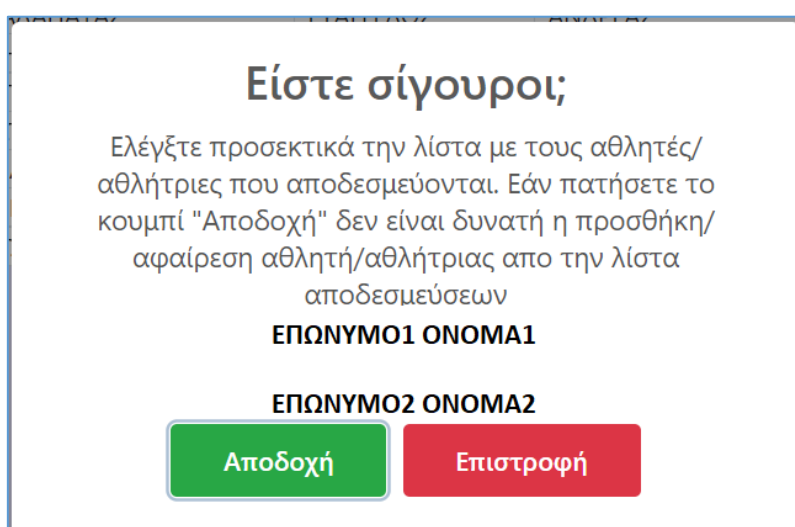 Είστε σίγουροι;
Ελέγξτε προσεκτικά την λίστα με τους αθλητές/
αθλήτριες που αποδεσμεύονται. Εάν πατήσετε το
κουμπί "Αποδοχή" δεν είναι δυνατή η προσθήκη/
αφαίρεση αθλητή/αθλήτριας απο την λίστα
αποδεσμεύσεων
ΕΠΩΝΥΜΟ1 ΟΝΟΜΑ1
ΕΠΩΝΥΜΟ2 ΟΝΟΜΑ2
Αποδοχή Επιστροφή